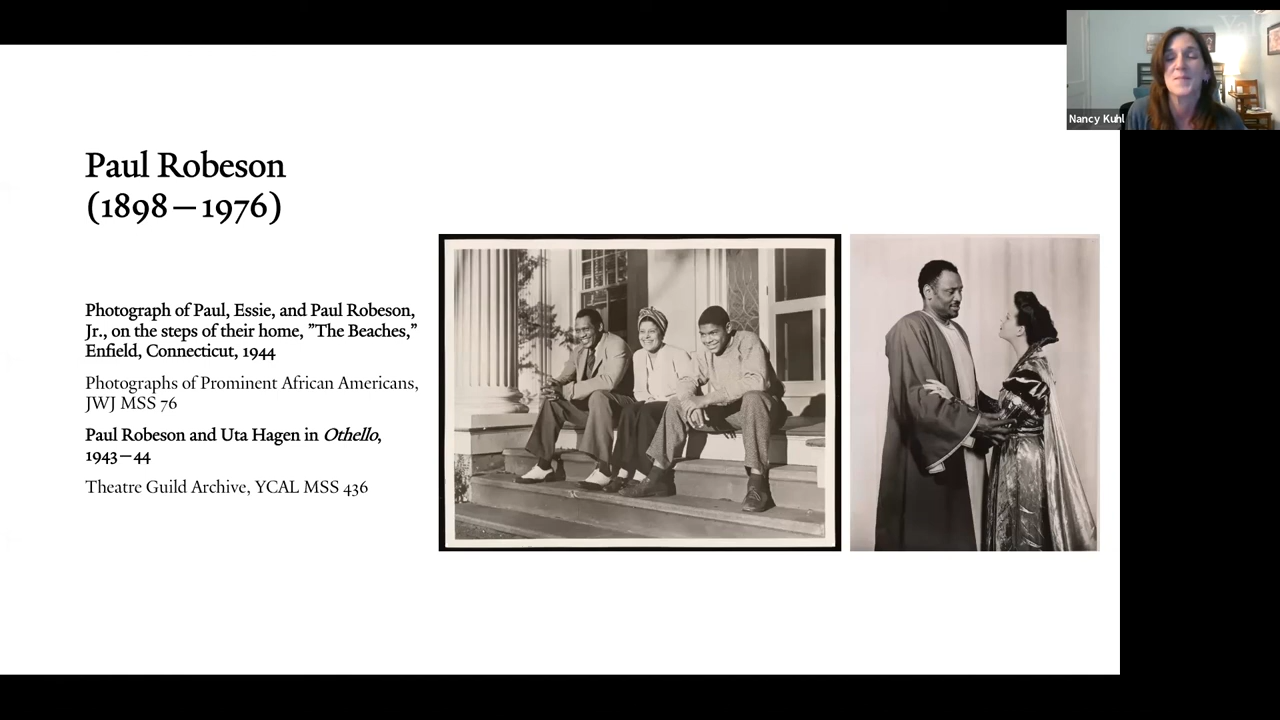 Paul Robeson
(1898–1976)
Photograph of Paul, Essie, and Paul Robeson,
Jr., on the steps of their home, ”The Beaches,”
Enfield, Connecticut, 1944
Photographs of Prominent African Americans,
JWJ MSS 76
Paul Robeson and Uta Hagen in Othello,
1943–44
Theatre Guild Archive, YCAL MSS 436
Yal
Nancy Kuhl